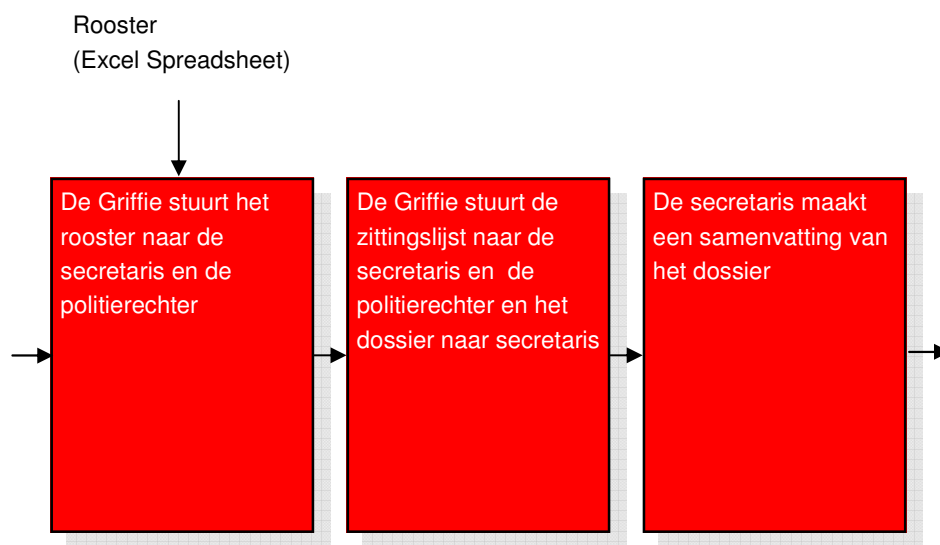 Rooster
(Excel Spreadsheet)
De Griffie stuurt het
rooster naar de
secretaris en de
politierechter
De Griffie stuurt de
zittingslijst naar de
secretaris en  de
politierechter en het
dossier naar secretaris
De secretaris maakt
een samenvatting van
het dossier